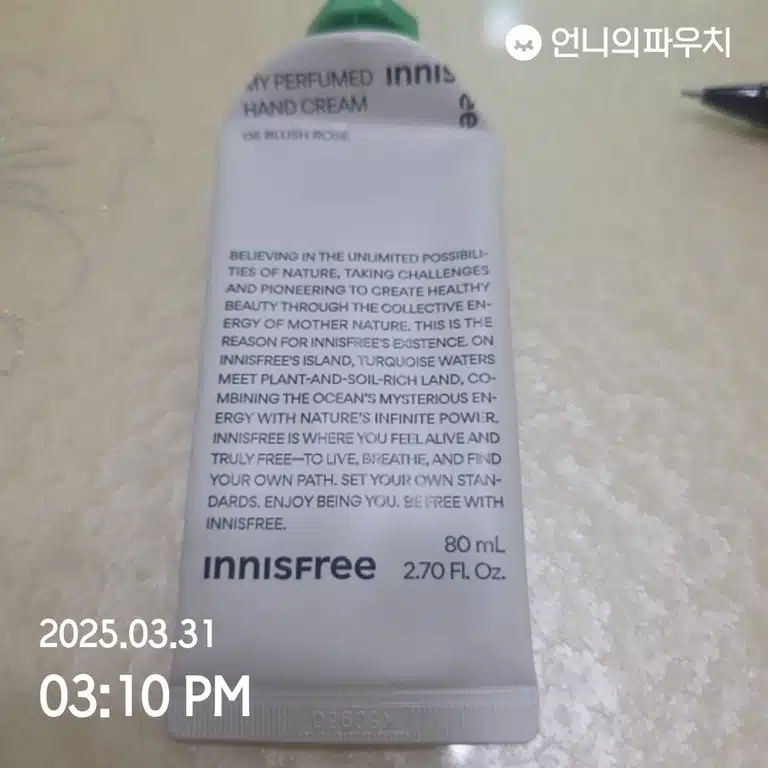 언니의파우치
MY PERFUMED
HAND CREAM
INNIS
ee
06 BLUSH ROSE
BELIEVING IN THE UNLIMITED POSSIBILI-
TIES OF NATURE, TAKING CHALLENGES
AND PIONEERING TO CREATE HEALTHY
BEAUTY THROUGH THE COLLECTIVE EN-
ERGY OF MOTHER NATURE. THIS IS THE
REASON FOR INNISFREE'S EXISTENCE. ON
INNISFREE'S ISLAND, TURQUOISE WATERS
MEET PLANT-AND-SOIL-RICH LAND, CO-
MBINING THE OCEAN'S MYSTERIOUS EN-
ERGY WITH NATURE'S INFINITE POWER.
INNISFREE IS WHERE YOU FEEL ALIVE AND
TRULY FREE—TO LIVE, BREATHE, AND FIND
YOUR OWN PATH. SET YOUR OWN STAN-
DARDS. ENJOY BEING YOU. BE FREE WITH
INNISFREE.
80 mL
INNISFree 2.70 Fl. Oz.
2025.03.31
03:10 PM